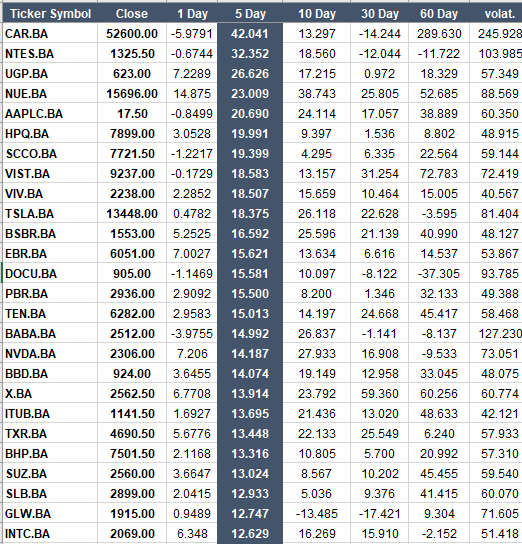 Ticker Symbol Close 1 Day 5 Day 10 Day 30 Day 60 Day volat.
CAR.BA 52600.00 -5.9791 42.041 13.297 -14.244 289.630 245.928
NTES.BA 1325.50 -0.6744 32.352 18.560 -12.044 -11.722 103.985
UGP.BA 623.00 7.2289 26.626 17.215 0.972 18.329 57.349
NUE.BA 15696.00 14.875 23.009 38.743 25.805 52.685 88.569
AAPLC.BA 17.50 -0.8499 20.690 24.114 17.057 38.889 60.350
HPQ.BA 7899.00 3.0528 19.991 9.397 1.536 8.802 48.915
SCCO.BA 7721.50 -1.2217 19.399 4.295 6.335 22.564 59.144
VIST.BA 9237.00 -0.1729 18.583 13.157 31.254 72.783 72.419
VIV.BA 2238.00 2.2852 18.507 15.659 10.464 15.005 40.567
TSLA.BA 13448.00 0.4782 18.375 26.118 22.628 -3.595 81.404
BSBR.BA 1553.00 5.2525 16.592 25.596 21.139 40.990 48.127
EBR.BA 6051.00 7.0027 15.621 13.634 6.616 14.537 53.867
DOCU.BA 905.00 -1.1469 15.581 10.097 -8.122 -37.305 93.785
PBR.BA 2936.00 2.9092 15.500 8.200 1.346 32.133 49.388
TEN.BA 6282.00 2.9583 15.013 14.197 24.668 45.417 58.468
BABA.BA 2512.00 -3.9755 14.992 26.837 -1.141 -8.137 127.230
NVDA.BA 2306.00 7.206 14.187 27.933 16.908 -9.533 73.051
BBD.BA 924.00 3.6455 14.074 19.149 12.958 33.045 48.075
X.BA 2562.50 6.7708 13.914 23.792 59.360 60.256 60.774
ITUB.BA 1141.50 1.6927 13.695 21.436 13.020 48.633 42.121
TXR.BA 4690.50 5.6776 13.448 22.133 25.549 6.240 57.933
BHP.BA 7501.50 2.1168 13.316 10.805 5.700 20.992 57.310
SUZ.BA 2560.00 3.6647 13.024 8.567 10.202 45.455 59.540
SLB.BA 2899.00 2.0415 12.933 5.036 9.376 41.415 60.070
GLW.BA 1915.00 0.9489 12.747 -13.485 -17.421 9.304 71.605
INTC.BA 2069.00 6.348 12.629 16.269 15.910 -2.152 51.418